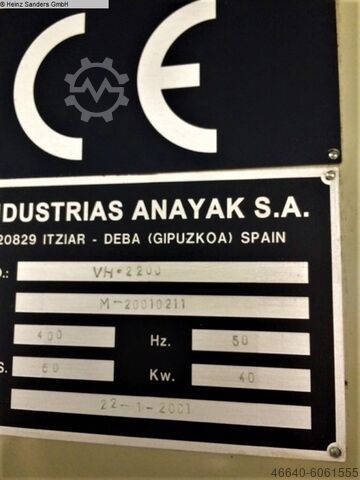 © Heinz Sanders GmbH
CE
NDUSTRIAS ANAYAK S.A.
20829 ITZIAR - DEBA (GIPUZKOA) SPAIN
O.: VH-2200
M-20010211
400 Hz. 50
S. 60 Kw. 40
22-1-2001
46640-6061555